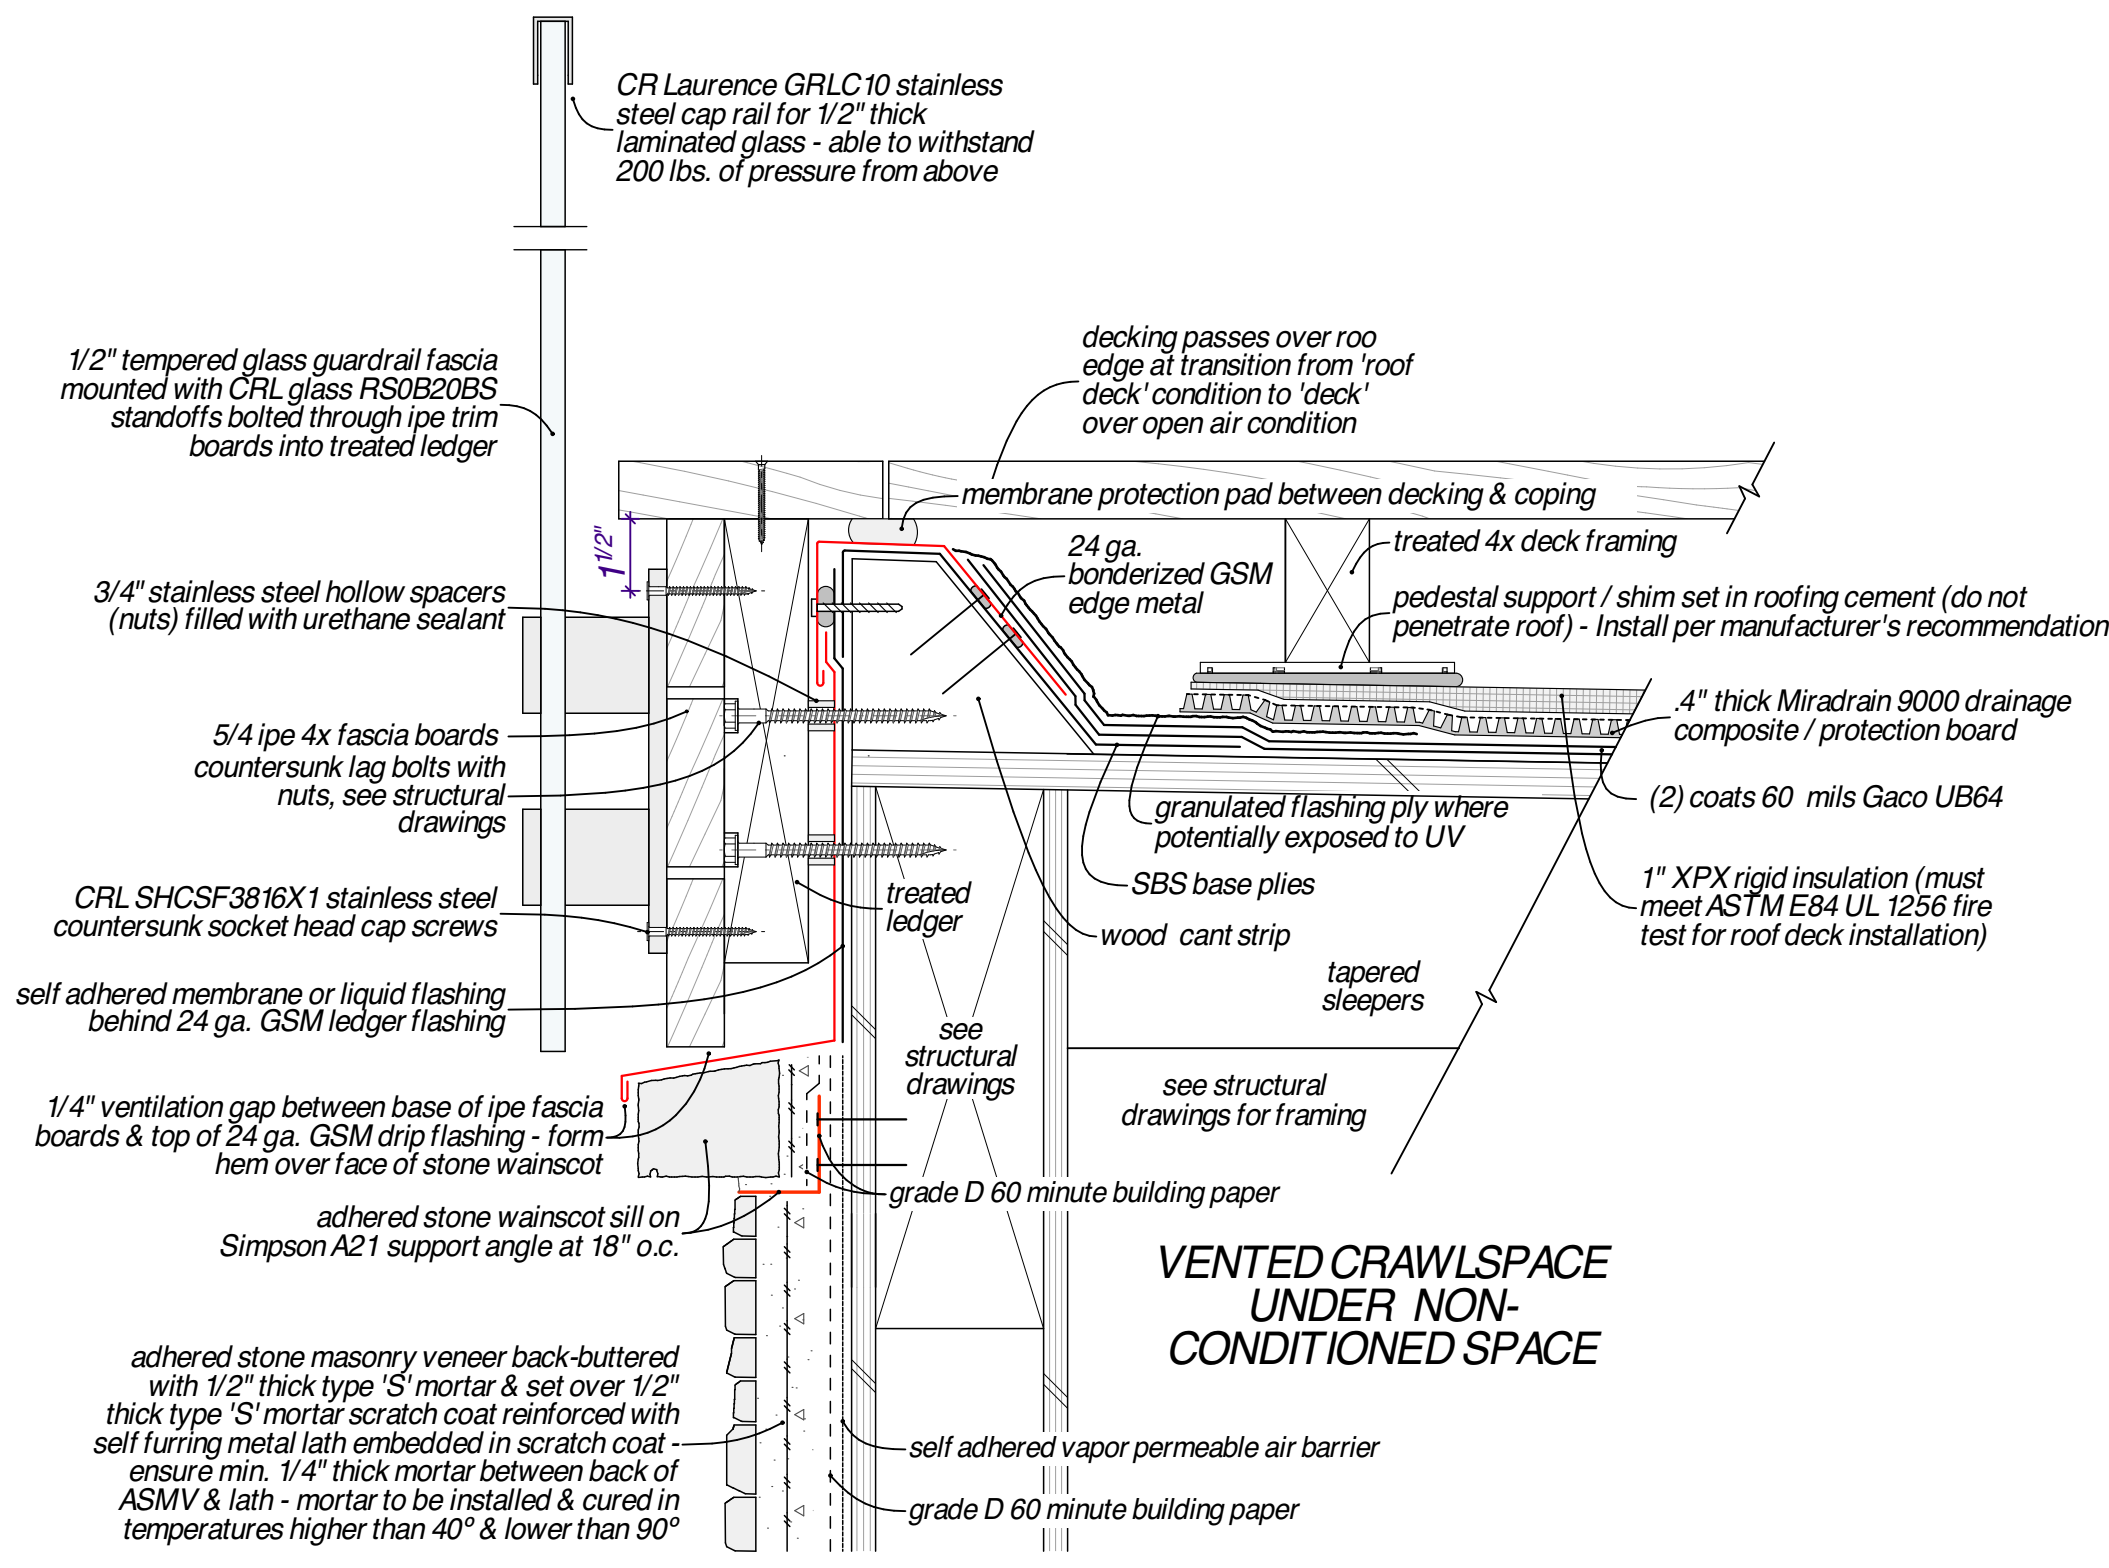 CR Laurence GRLC10 stainless
steel cap rail for 1/2" thick
laminated glass - able to withstand
200 lbs. of pressure from above
1/2" tempered glass guardrail fascia
mounted with CRL glass RS0B20BS
standoffs bolted through ipe trim
boards into treated ledger
decking passes over roo
edge at transition from 'roof
deck' condition to 'deck'
over open air condition
membrane protection pad between decking & coping
1 1/2"
24 ga.
bonderized GSM
edge metal
treated 4x deck framing
3/4" stainless steel hollow spacers
(nuts) filled with urethane sealant
pedestal support / shim set in roofing cement (do not
penetrate roof) - Install per manufacturer's recommendation
.4" thick Miradrain 9000 drainage
composite / protection board
5/4 ipe 4x fascia boards
countersunk lag bolts with
nuts, see structural
drawings
(2) coats 60 mils Gaco UB64
granulated flashing ply where
potentially exposed to UV
SBS base plies
1" XPX rigid insulation (must
meet ASTM E84 UL 1256 fire
test for roof deck installation)
CRL SHCSF3816X1 stainless steel
countersunk socket head cap screws
treated
ledger
wood cant strip
tapered
sleepers
self adhered membrane or liquid flashing
behind 24 ga. GSM ledger flashing
see
structural
drawings
see structural
drawings for framing
1/4" ventilation gap between base of ipe fascia
boards & top of 24 ga. GSM drip flashing - form
hem over face of stone wainscot
grade D 60 minute building paper
adhered stone wainscot sill on
Simpson A21 support angle at 18" o.c.
VENTED CRAWLSPACE
UNDER NON-
CONDITIONED SPACE
adhered stone masonry veneer back-buttered
with 1/2" thick type 'S' mortar & set over 1/2"
thick type 'S' mortar scratch coat reinforced with
self furring metal lath embedded in scratch coat -
ensure min. 1/4" thick mortar between back of
ASMV & lath - mortar to be installed & cured in
temperatures higher than 40º & lower than 90º
self adhered vapor permeable air barrier
grade D 60 minute building paper